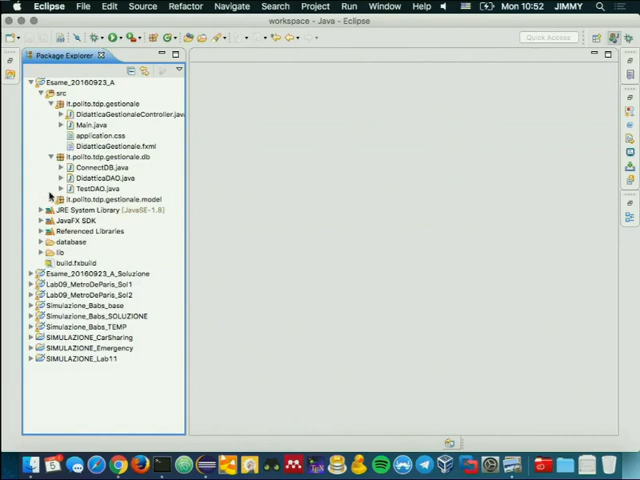 Eclipse File Edit Source Refactor Navigate Search Project Run Window Help Mon 10:52 JIMMY
workspace - Java - Eclipse
Quick Access
Package Explorer
Esame_20160923_A
src
it.polito.tdp.gestionale
DidatticaGestionaleController.java
Main.java
application.css
DidatticaGestionale.fxml
it.polito.tdp.gestionale.db
ConnectDB.java
DidatticaDAO.java
TestDAO.java
it.polito.tdp.gestionale.model
JRE System Library [JavaSE-1.8]
JavaFX SDK
Referenced Libraries
database
lib
build.fxbuild
Esame_20160923_A_Soluzione
Lab09_MetroDeParis_Sol1
Lab09_MetroDeParis_Sol2
Simulazione_Babs_base
Simulazione_Babs_SOLUZIONE
Simulazione_Babs_TEMP
SIMULAZIONE_CarSharing
SIMULAZIONE_Emergency
SIMULAZIONE_Lab11